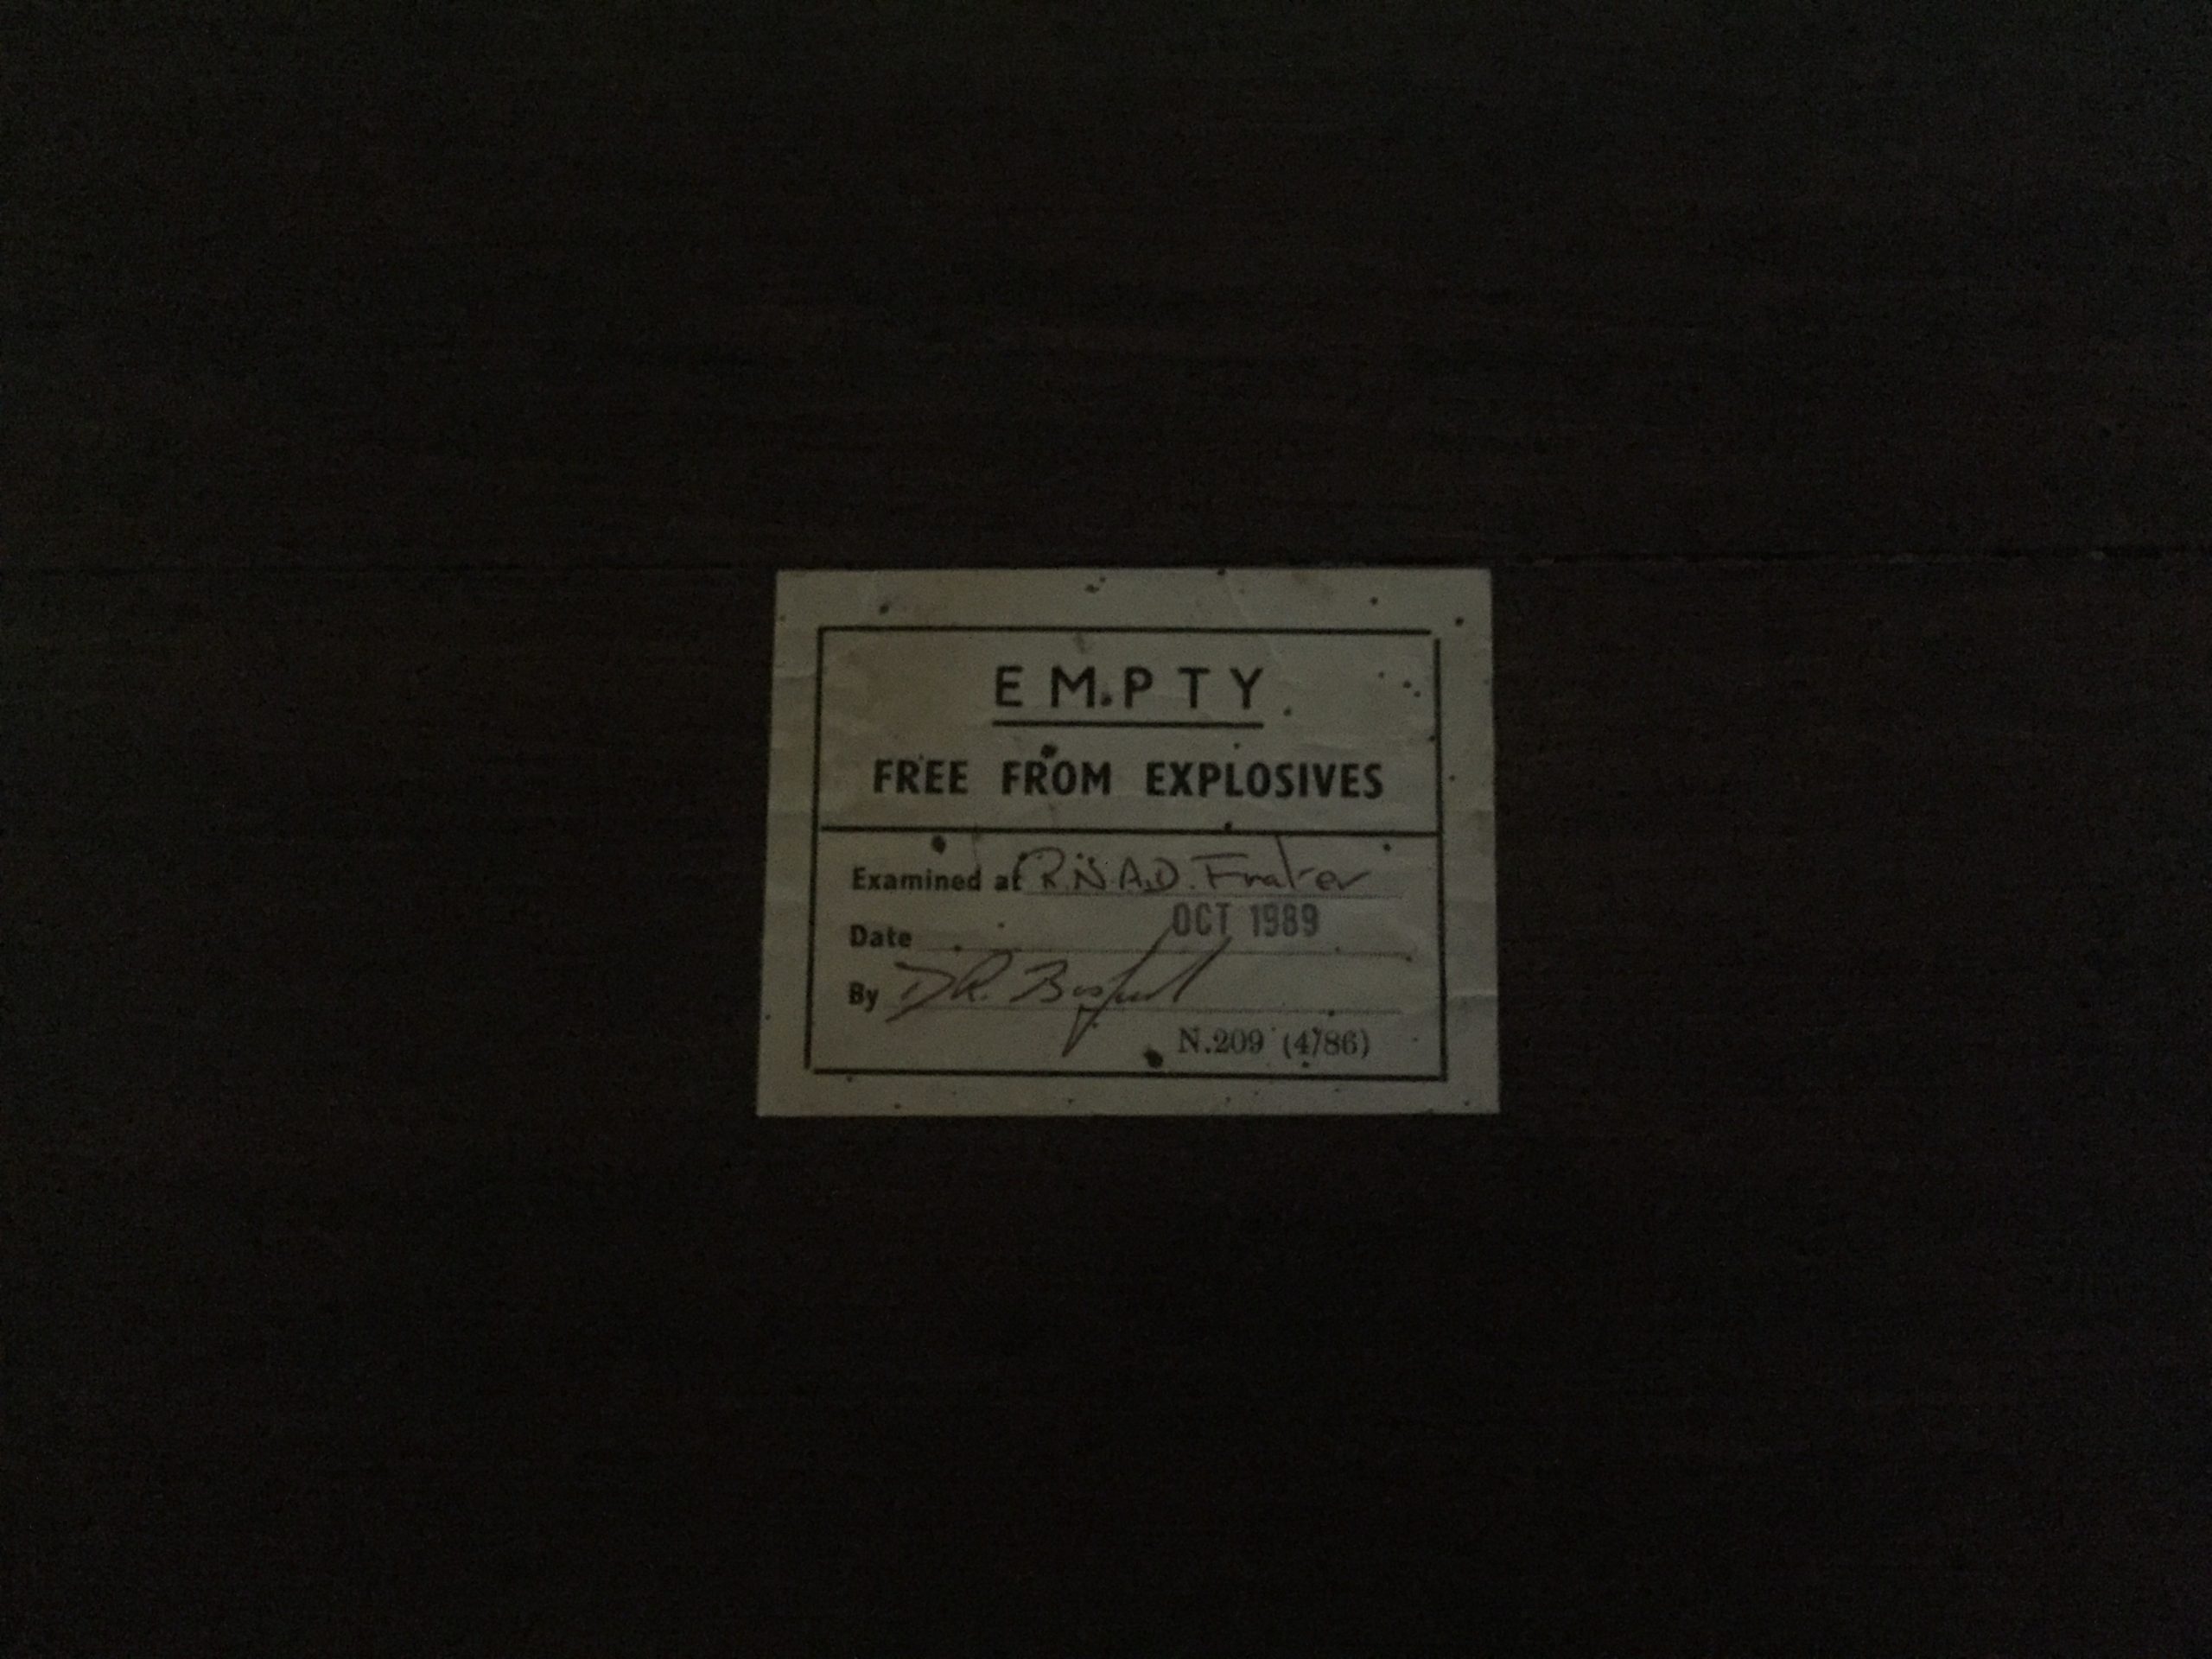 EMPTY
FREE FROM EXPLOSIVES
Examined at R.N.A.D. Frater
Date OCT 1989
By D.R.
N.209 (4/86)